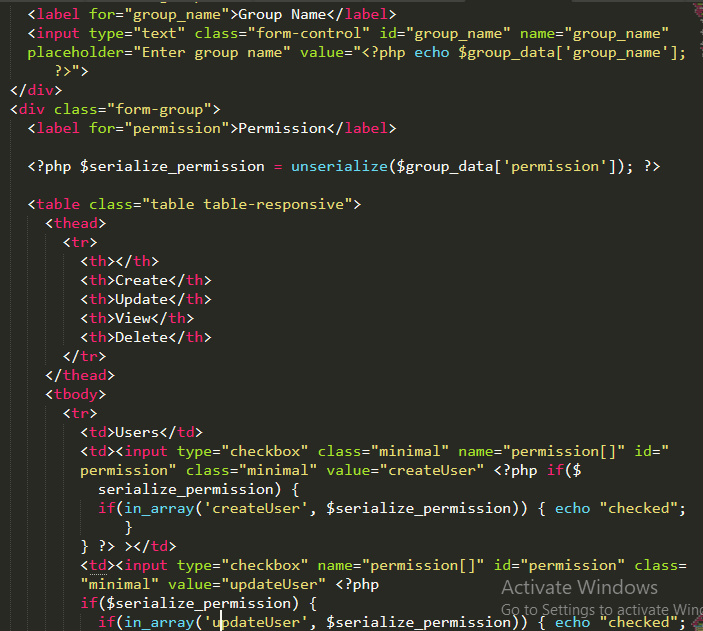 <label for="group_name">Group Name</label>
<input type="text" class="form-control" id="group_name" name="group_name"
placeholder="Enter group name" value="<?php echo $group_data['group_name'];
?>">
</div>
<div class="form-group">
<label for="permission">Permission</label>
<?php $serialize_permission = unserialize($group_data['permission']); ?>
<table class="table table-responsive">
<thead>
<tr>
<th></th>
<th>Create</th>
<th>Update</th>
<th>View</th>
<th>Delete</th>
</tr>
</thead>
<tbody>
<tr>
<td>Users</td>
<td><input type="checkbox" class="minimal" name="permission[]" id="
permission" class="minimal" value="createUser" <?php if($
serialize_permission) {
if(in_array('createUser', $serialize_permission)) { echo "checked";
}
} ?> ></td>
<td><input type="checkbox" name="permission[]" id="permission" class=
"minimal" value="updateUser" <?php
if($serialize_permission) {
if(in_array('updateUser', $serialize_permission)) { echo "checked";
Activate Windows
Go to Settings to activate